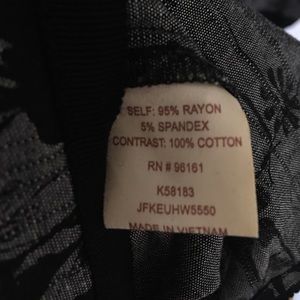 SELF: 95% RAYON
5% SPANDEX
CONTRAST: 100% COTTON
RN # 96161
K58183
JFKEUHW5550
MADE IN VIETNAM